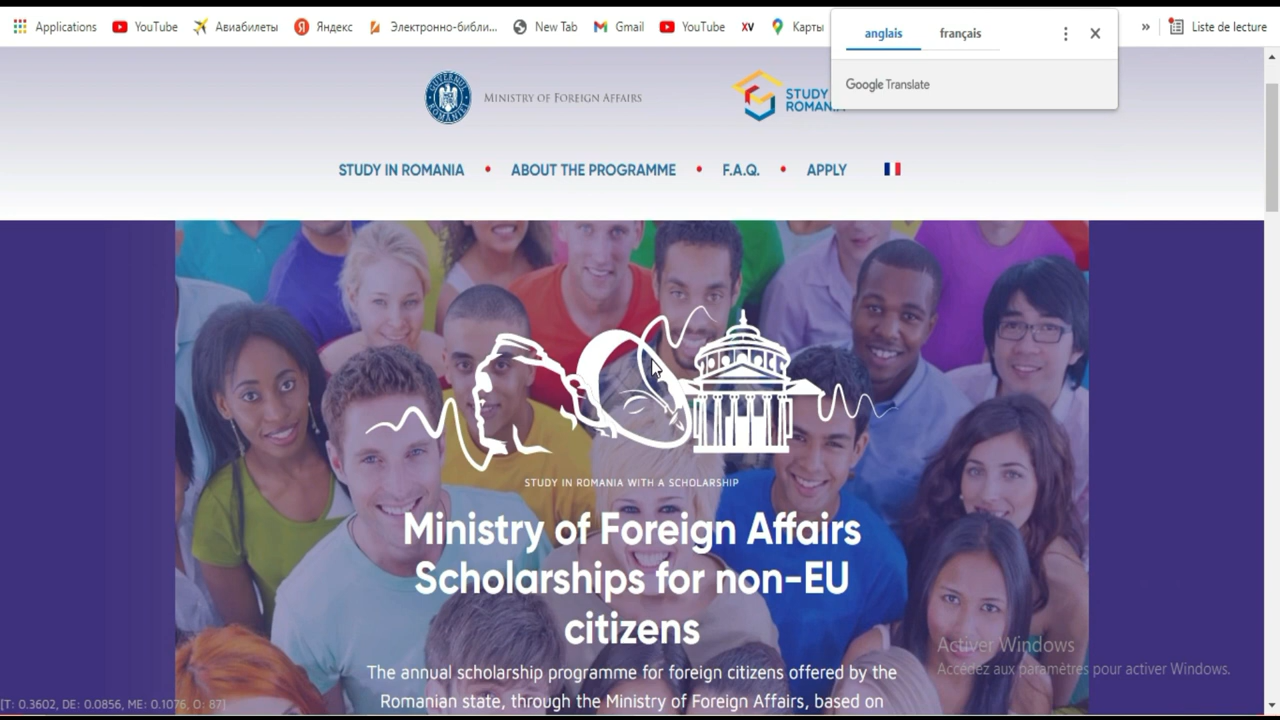 Applications YouTube Авиабилеты Яндекс Электронно-библи... New Tab Gmail YouTube XV Карты » Liste de lecture
anglais français
Google Translate
GUVERNUL ROMÂNIEI
MINISTRY OF FOREIGN AFFAIRS
STUDY
ROMANIA
STUDY IN ROMANIA • ABOUT THE PROGRAMME • F.A.Q. • APPLY
STUDY IN ROMANIA WITH A SCHOLARSHIP
Ministry of Foreign Affairs
Scholarships for non-EU
citizens
The annual scholarship programme for foreign citizens offered by the
Romanian state, through the Ministry of Foreign Affairs, based on
Activer Windows
Accédez aux paramètres pour activer Windows.
[T: 0.3602, DE: 0.0856, ME: 0.1076, O: 87]